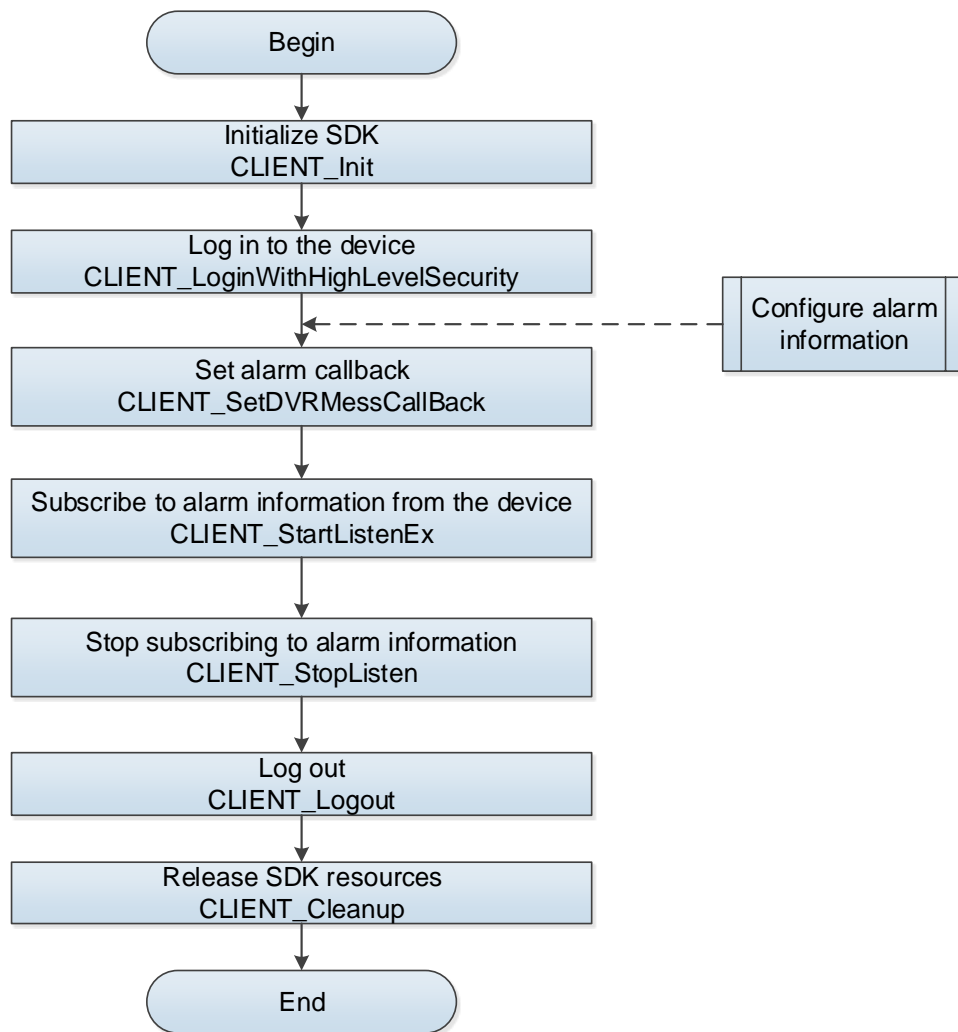 Begin
Initialize SDK
CLIENT_Init
Log in to the device
CLIENT_LoginWithHighLevelSecurity
Configure alarm
information
Set alarm callback
CLIENT_SetDVRMessCallBack
Subscribe to alarm information from the device
CLIENT_StartListenEx
Stop subscribing to alarm information
CLIENT_StopListen
Log out
CLIENT_Logout
Release SDK resources
CLIENT_Cleanup
End